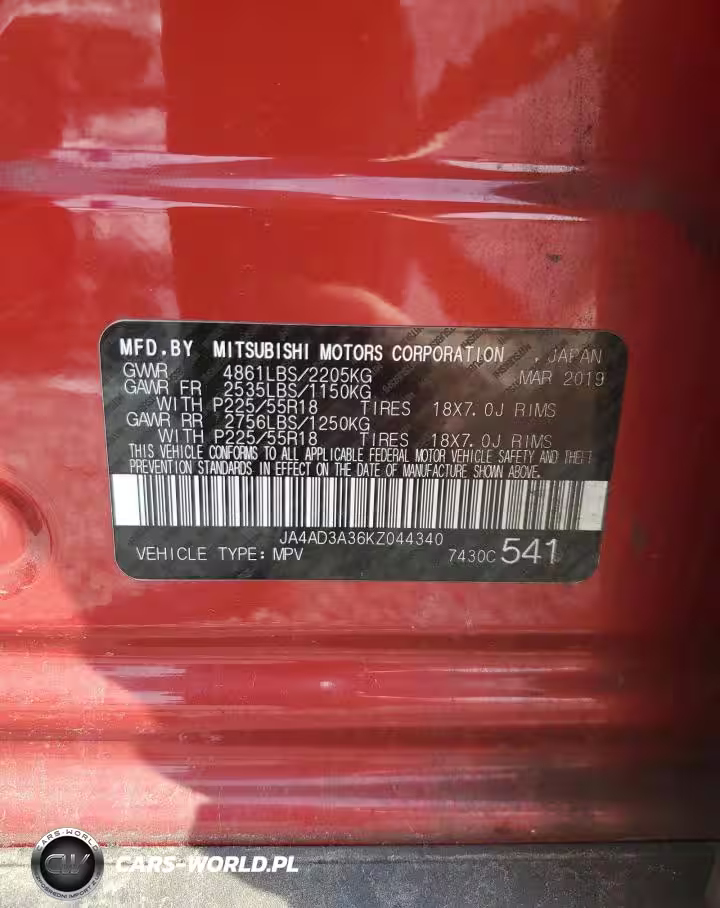 MFD.BY MITSUBISHI MOTORS CORPORATION , JAPAN
GVWR 4861LBS/2205KG MAR 2019
GAWR FR 2535LBS/1150KG
WITH P225/55R18 TIRES 18X7.0J RIMS
GAWR RR 2756LBS/1250KG
WITH P225/55R18 TIRES 18X7.0J RIMS
THIS VEHICLE CONFORMS TO ALL APPLICABLE FEDERAL MOTOR VEHICLE SAFETY AND THEFT
PREVENTION STANDARDS IN EFFECT ON THE DATE OF MANUFACTURE SHOWN ABOVE.
JA4AD3A36KZ044340
VEHICLE TYPE: MPV 7430C 541
CARS-WORLD
CW
CARS-WORLD.PL